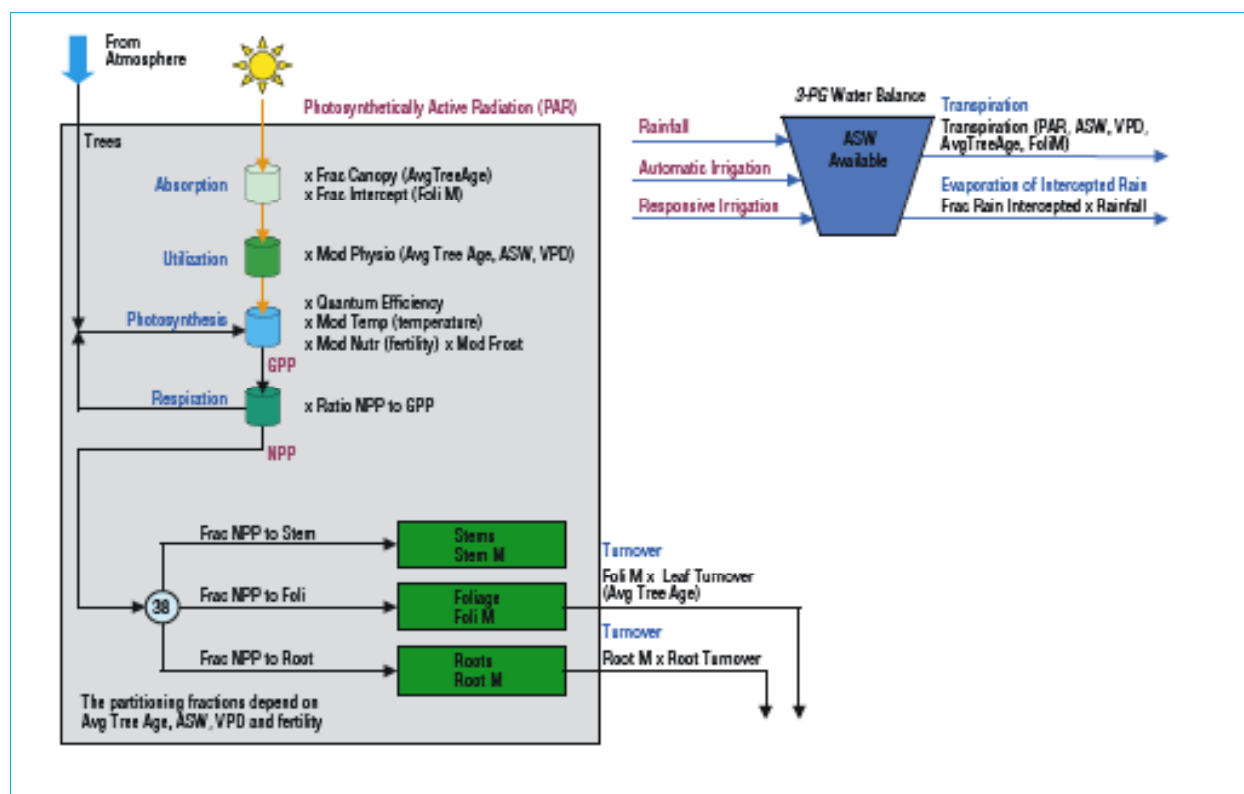 From
Atmosphere
Photosynthetically Active Radiation (PAR)
Trees
Absorption
x Frac Canopy (AvgTreeAge)
x Frac Intercept (Foli M)
Utilization
x Mod Physio (Avg Tree Age, ASW, VPD)
Photosynthesis
x Quantum Efficiency
x Mod Temp (temperature)
x Mod Nutr (fertility) x Mod Frost
GPP
Respiration
x Ratio NPP to GPP
NPP
Frac NPP to Stem
Stems
Stem M
38
Frac NPP to Foli
Foliage
Foli M
Frac NPP to Root
Roots
Root M
The partitioning fractions depend on
Avg Tree Age, ASW, VPD and fertility
Turnover
Foli M x Leaf Turnover
(Avg Tree Age)
Turnover
Root M x Root Turnover
3-PG Water Balance
Rainfall
Automatic Irrigation
Responsive Irrigation
ASW
Available
Transpiration
Transpiration (PAR, ASW, VPD,
AvgTreeAge, FoliM)
Evaporation of Intercepted Rain
Frac Rain Intercepted x Rainfall